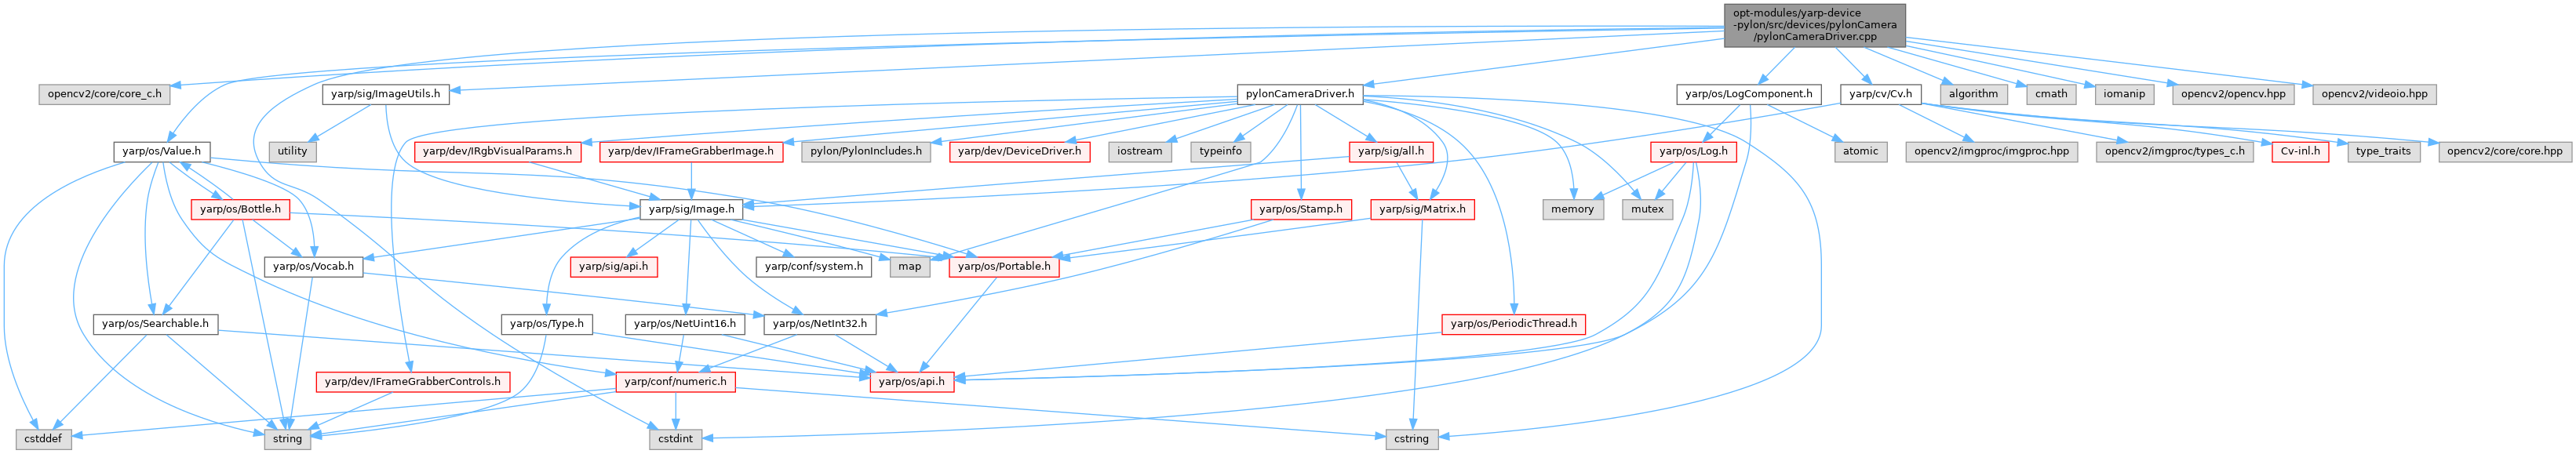 opt-modules/yarp-device
-pylon/src/devices/pylonCamera
/pylonCameraDriver.cpp
opencv2/core/core_c.h
yarp/sig/ImageUtils.h
pylonCameraDriver.h
yarp/os/LogComponent.h
yarp/cv/Cv.h
algorithm
cmath
iomanip
opencv2/opencv.hpp
opencv2/videoio.hpp
yarp/os/Value.h
utility
yarp/dev/IRgbVisualParams.h
yarp/dev/IFrameGrabberImage.h
pylon/PylonIncludes.h
yarp/dev/DeviceDriver.h
iostream
typeinfo
yarp/sig/all.h
yarp/os/Log.h
atomic
opencv2/imgproc/imgproc.hpp
opencv2/imgproc/types_c.h
Cv-inl.h
type_traits
opencv2/core/core.hpp
yarp/os/Bottle.h
yarp/sig/Image.h
yarp/os/Stamp.h
yarp/sig/Matrix.h
memory
mutex
yarp/os/Vocab.h
yarp/sig/api.h
yarp/conf/system.h
map
yarp/os/Portable.h
yarp/os/Searchable.h
yarp/os/Type.h
yarp/os/NetUint16.h
yarp/os/NetInt32.h
yarp/os/PeriodicThread.h
yarp/dev/IFrameGrabberControls.h
yarp/conf/numeric.h
yarp/os/api.h
cstddef
string
cstdint
cstring